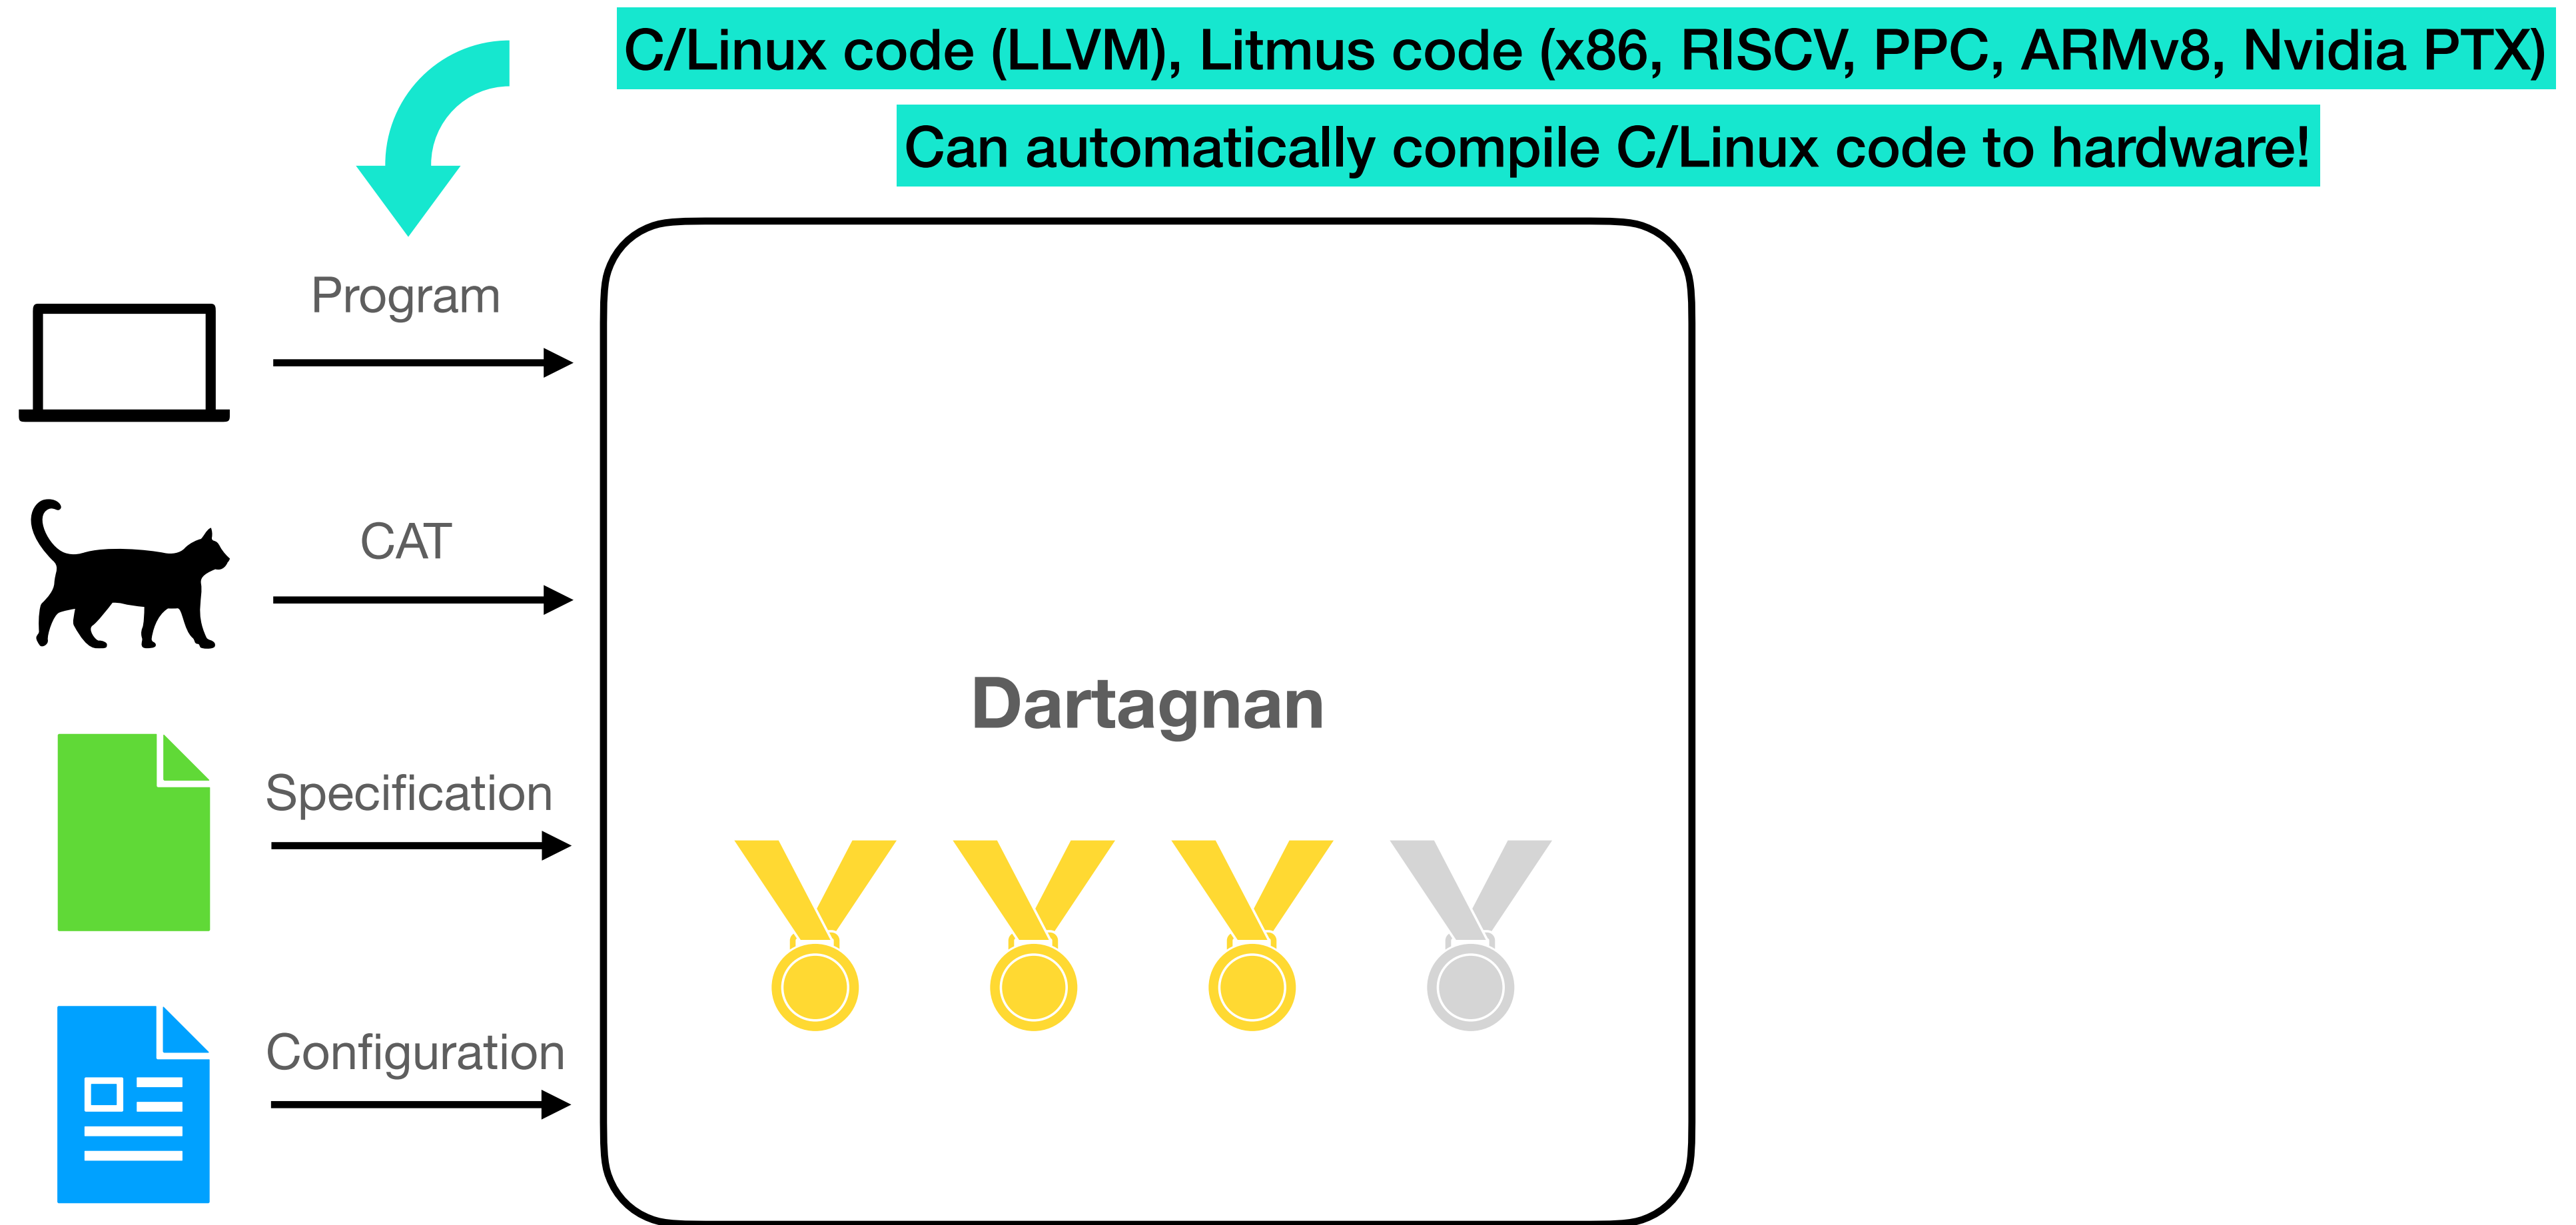 C/Linux code (LLVM), Litmus code (x86, RISCV, PPC, ARMv8, Nvidia PTX)
Can automatically compile C/Linux code to hardware!
Program
CAT
Dartagnan
Specification
Configuration